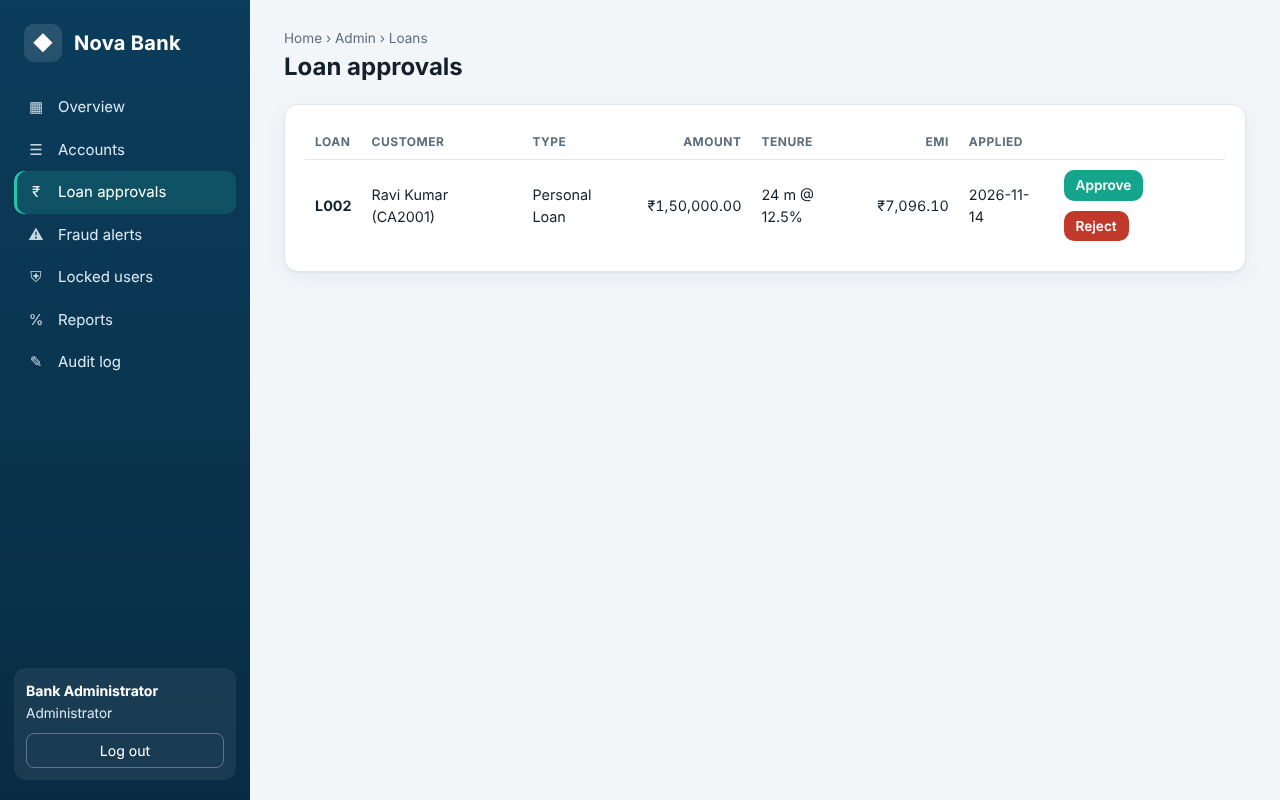 Nova Bank
Overview
Accounts
₹ Loan approvals
Fraud alerts
Locked users
% Reports
Audit log
Bank Administrator
Administrator
Log out
Home › Admin › Loans
Loan approvals
LOAN CUSTOMER TYPE AMOUNT TENURE EMI APPLIED
L002 Ravi Kumar (CA2001) Personal Loan ₹1,50,000.00 24 m @ 12.5% ₹7,096.10 2026-11-14 Approve
Reject